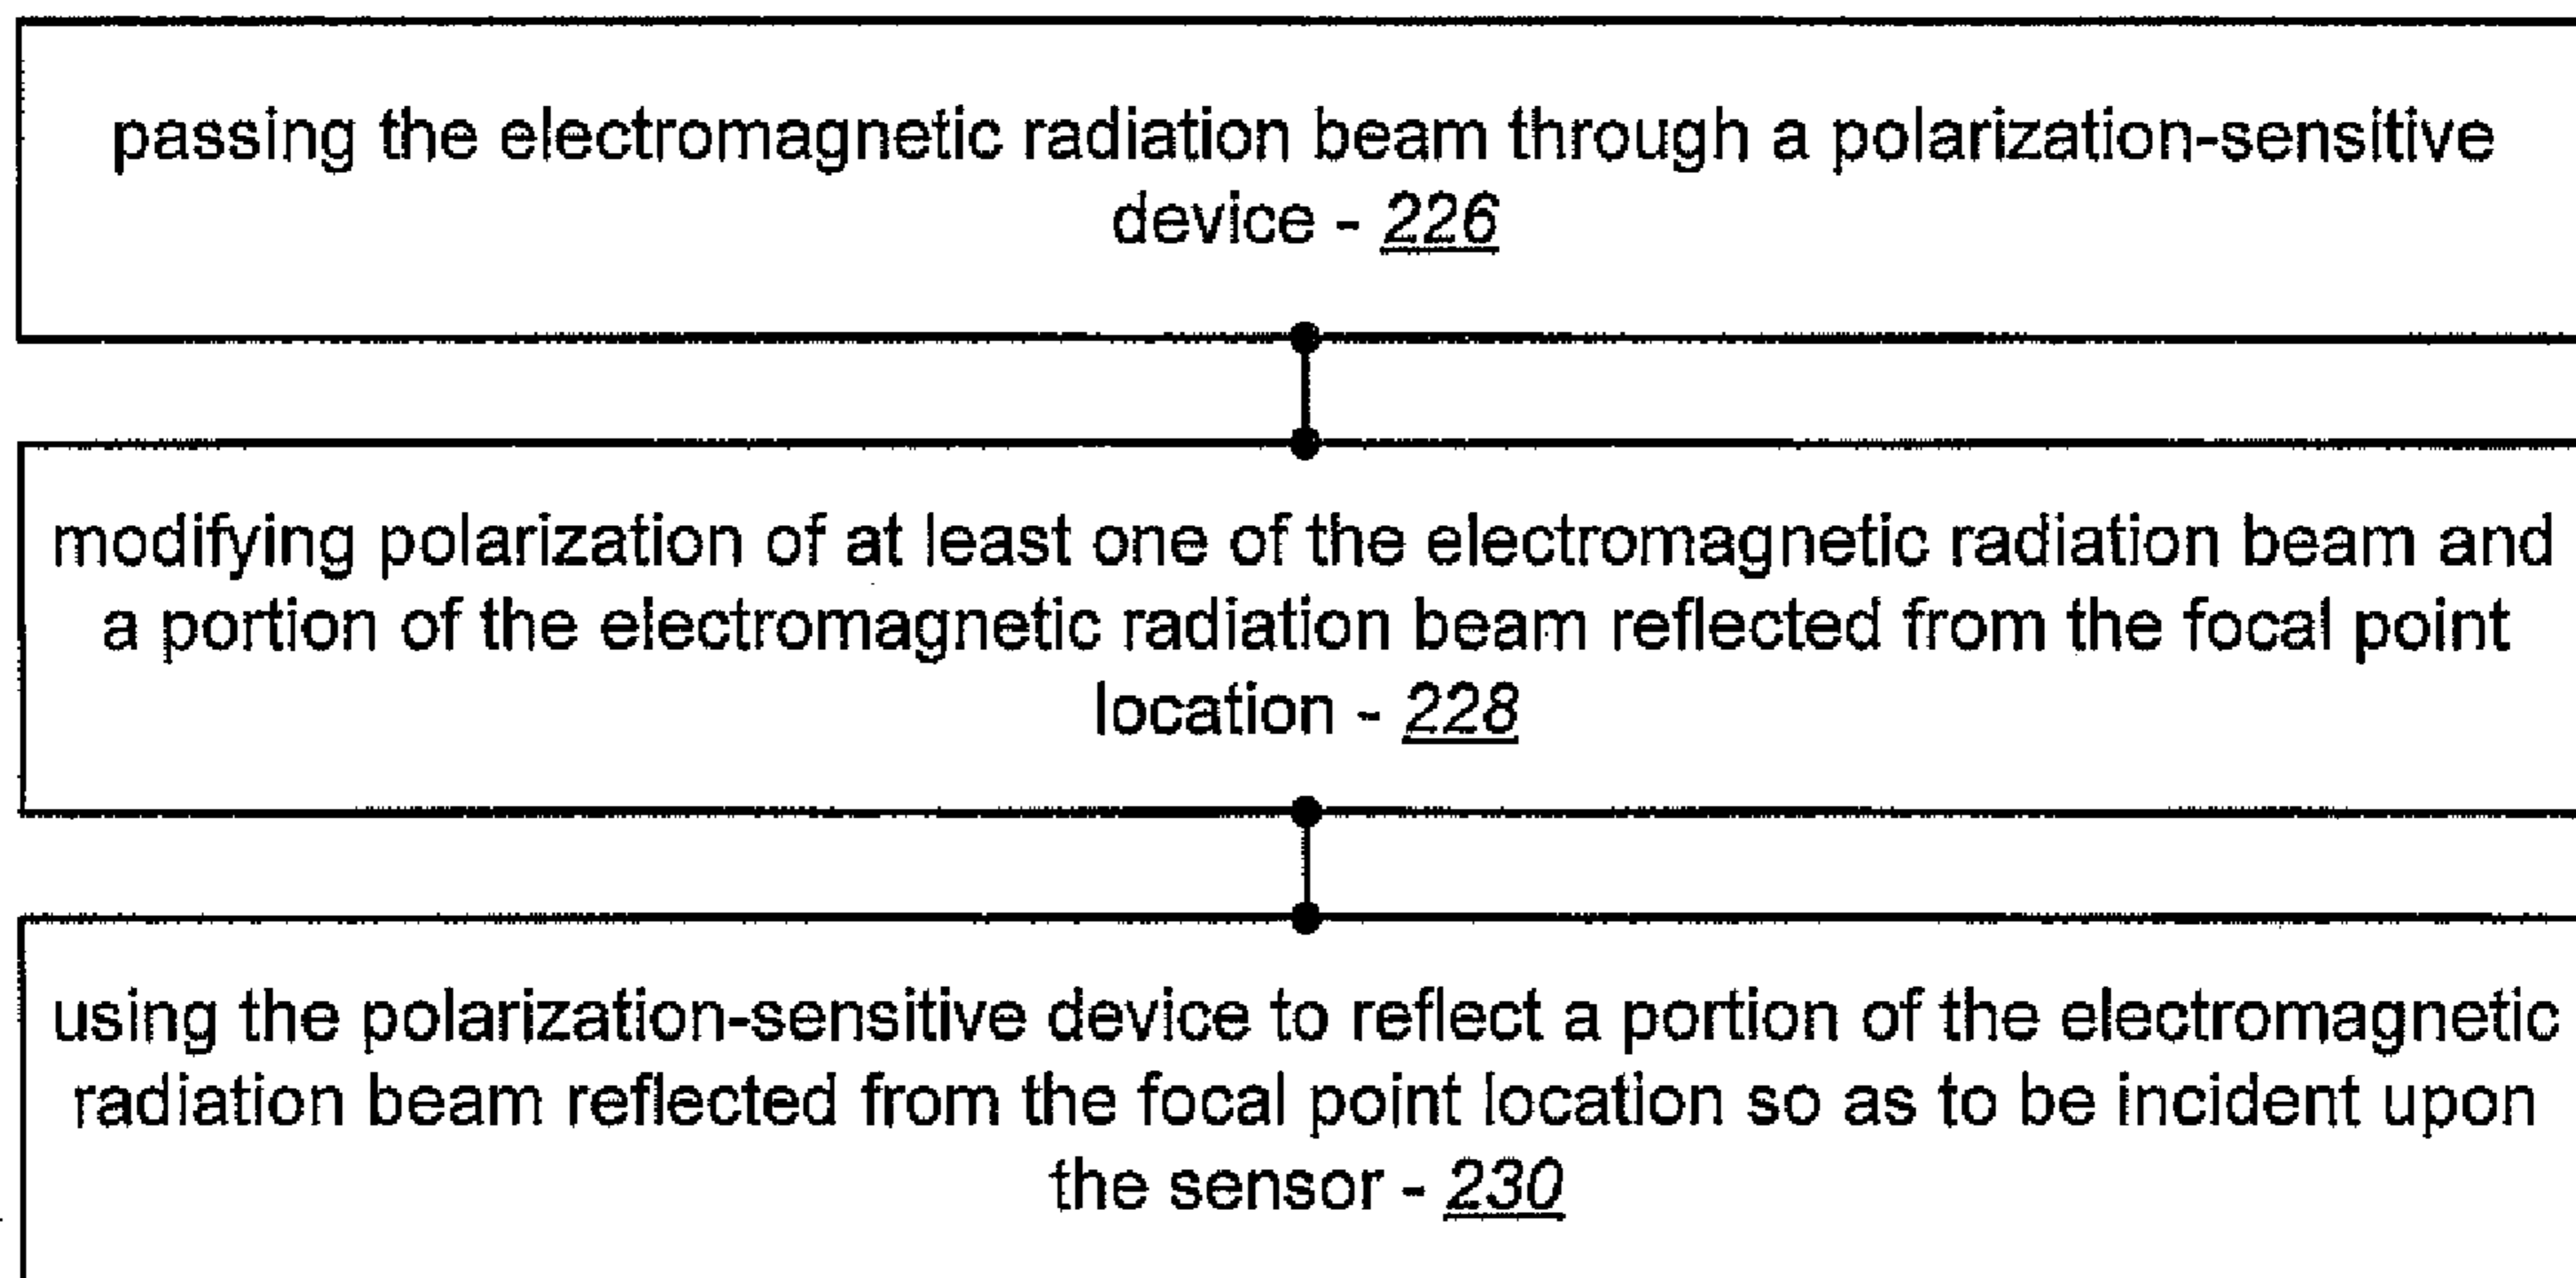 passing the electromagnetic radiation beam through a polarization-sensitive
device - 226
modifying polarization of at least one of the electromagnetic radiation beam and
a portion of the electromagnetic radiation beam reflected from the focal point
location - 228
using the polarization-sensitive device to reflect a portion of the electromagnetic
radiation beam reflected from the focal point location so as to be incident upon
the sensor - 230